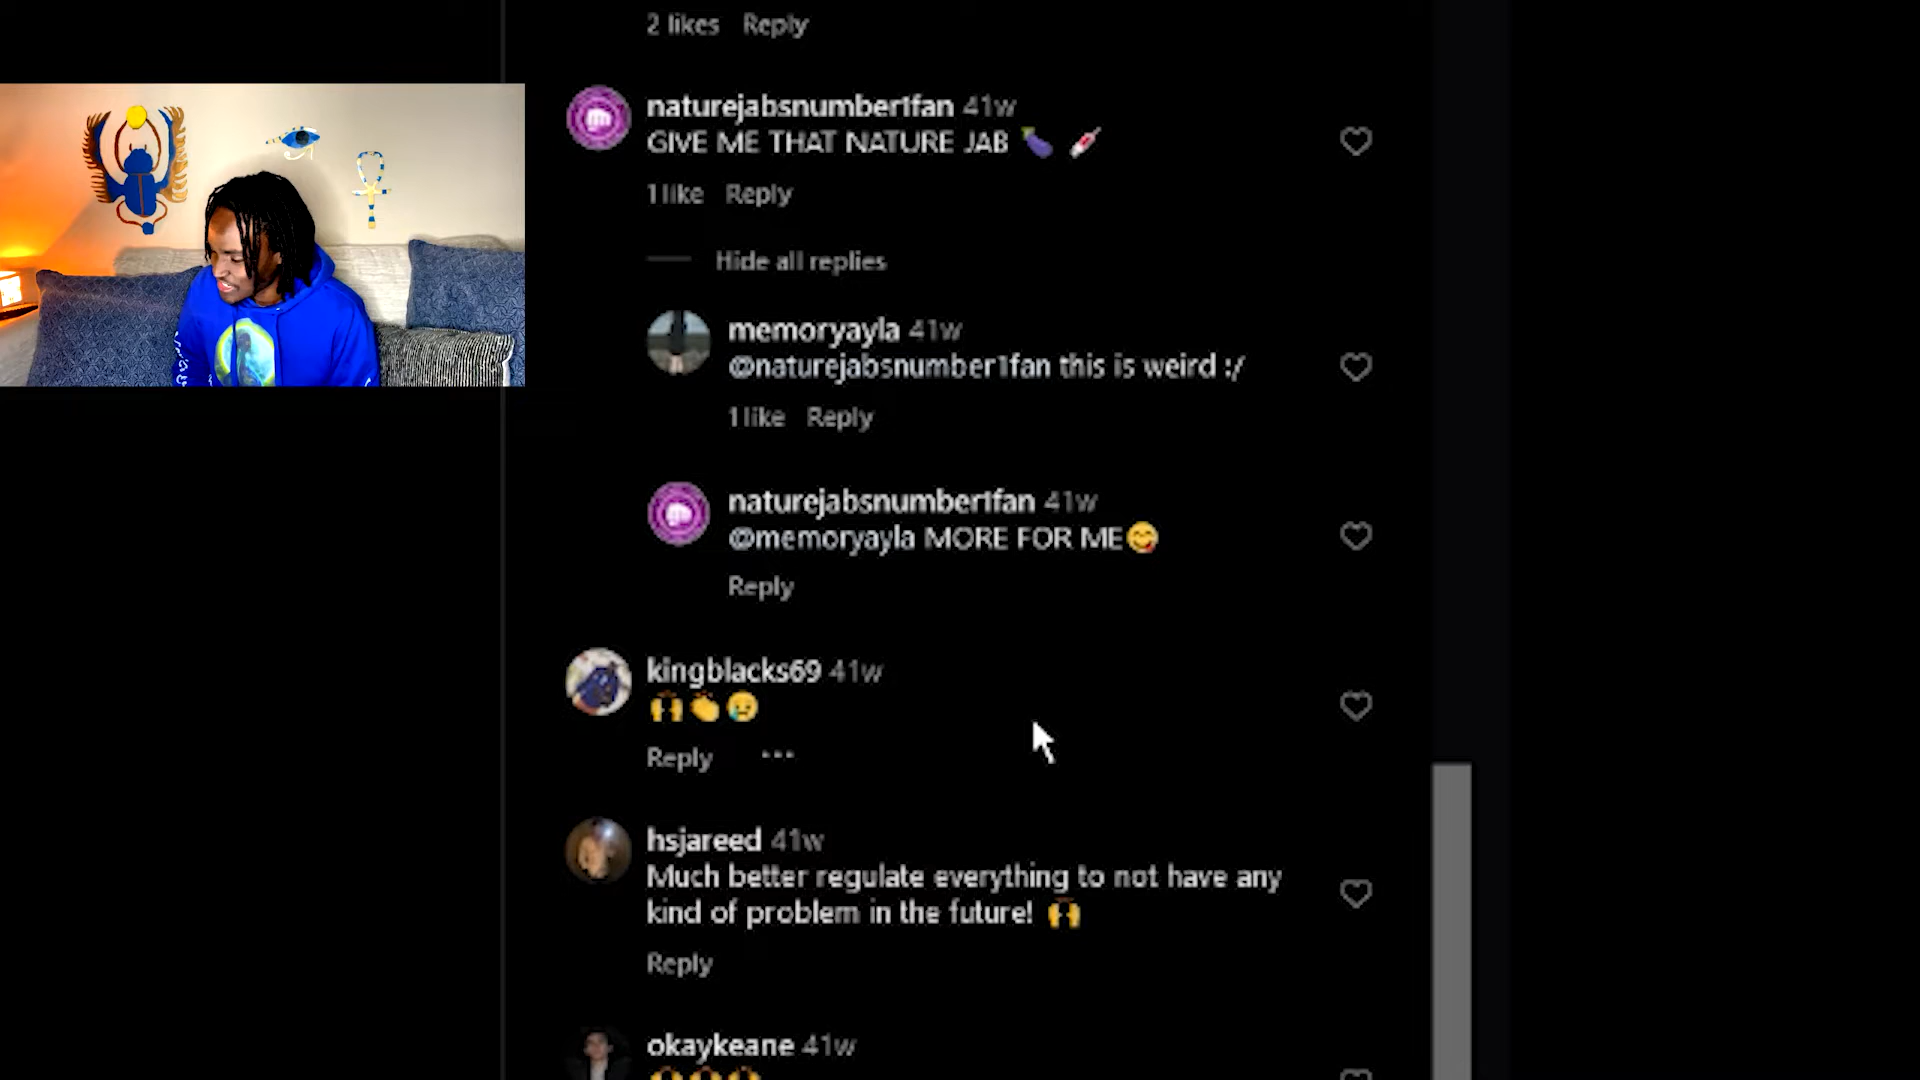 2 likes Reply
naturejabsnumber1fan 41w
GIVE ME THAT NATURE JAB 🍆 💉
1 like Reply
Hide all replies
memoryayla 41w
@naturejabsnumber1fan this is weird :/
1 like Reply
naturejabsnumber1fan 41w
@memoryayla MORE FOR ME😋
Reply
kingblacks69 41w
🙌👏😢
Reply ...
hsjareed 41w
Much better regulate everything to not have any
kind of problem in the future! 🙌
Reply
okaykeane 41w